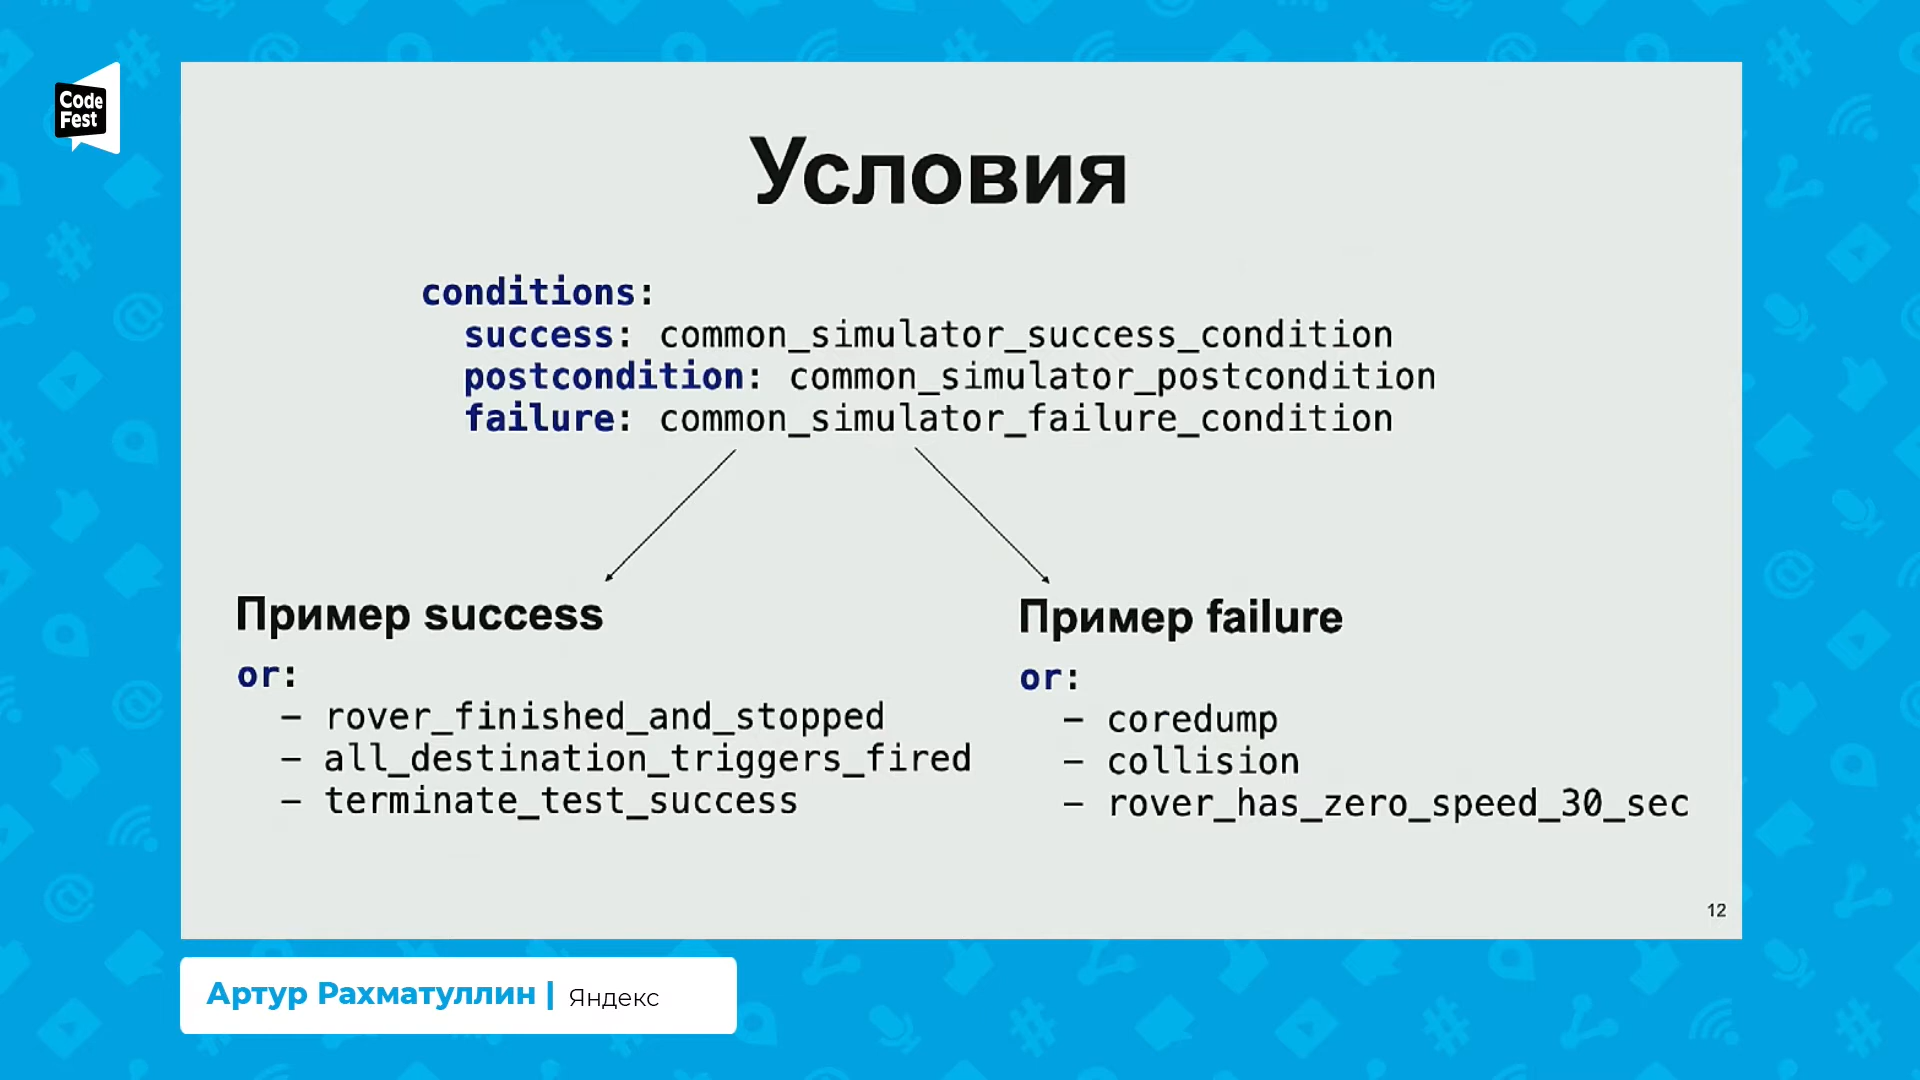 Code
Fest
Условия
conditions:
success: common_simulator_success_condition
postcondition: common_simulator_postcondition
failure: common_simulator_failure_condition
Пример success
or:
– rover_finished_and_stopped
– all_destination_triggers_fired
– terminate_test_success
Пример failure
or:
– coredump
– collision
– rover_has_zero_speed_30_sec
12
Артур Рахматуллин | Яндекс